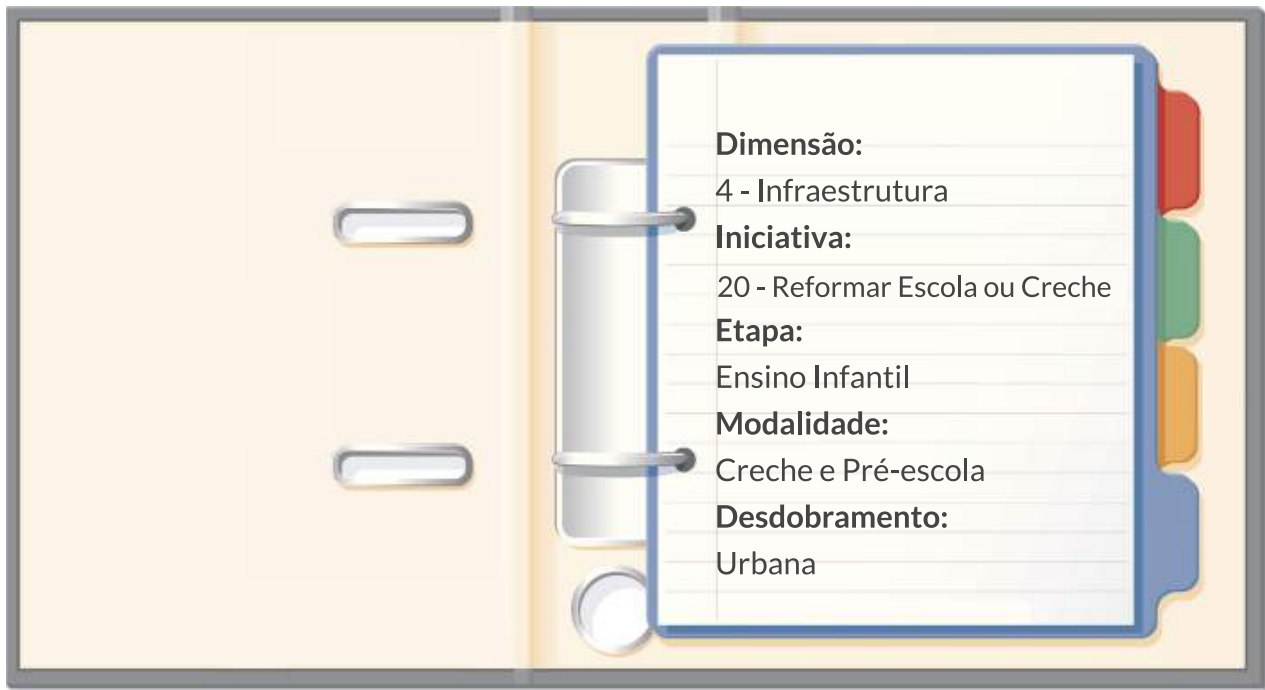 Dimensão:
4 - Infraestrutura
Iniciativa:
20 - Reformar Escola ou Creche
Etapa:
Ensino Infantil
Modalidade:
Creche e Pré-escola
Desdobramento:
Urbana